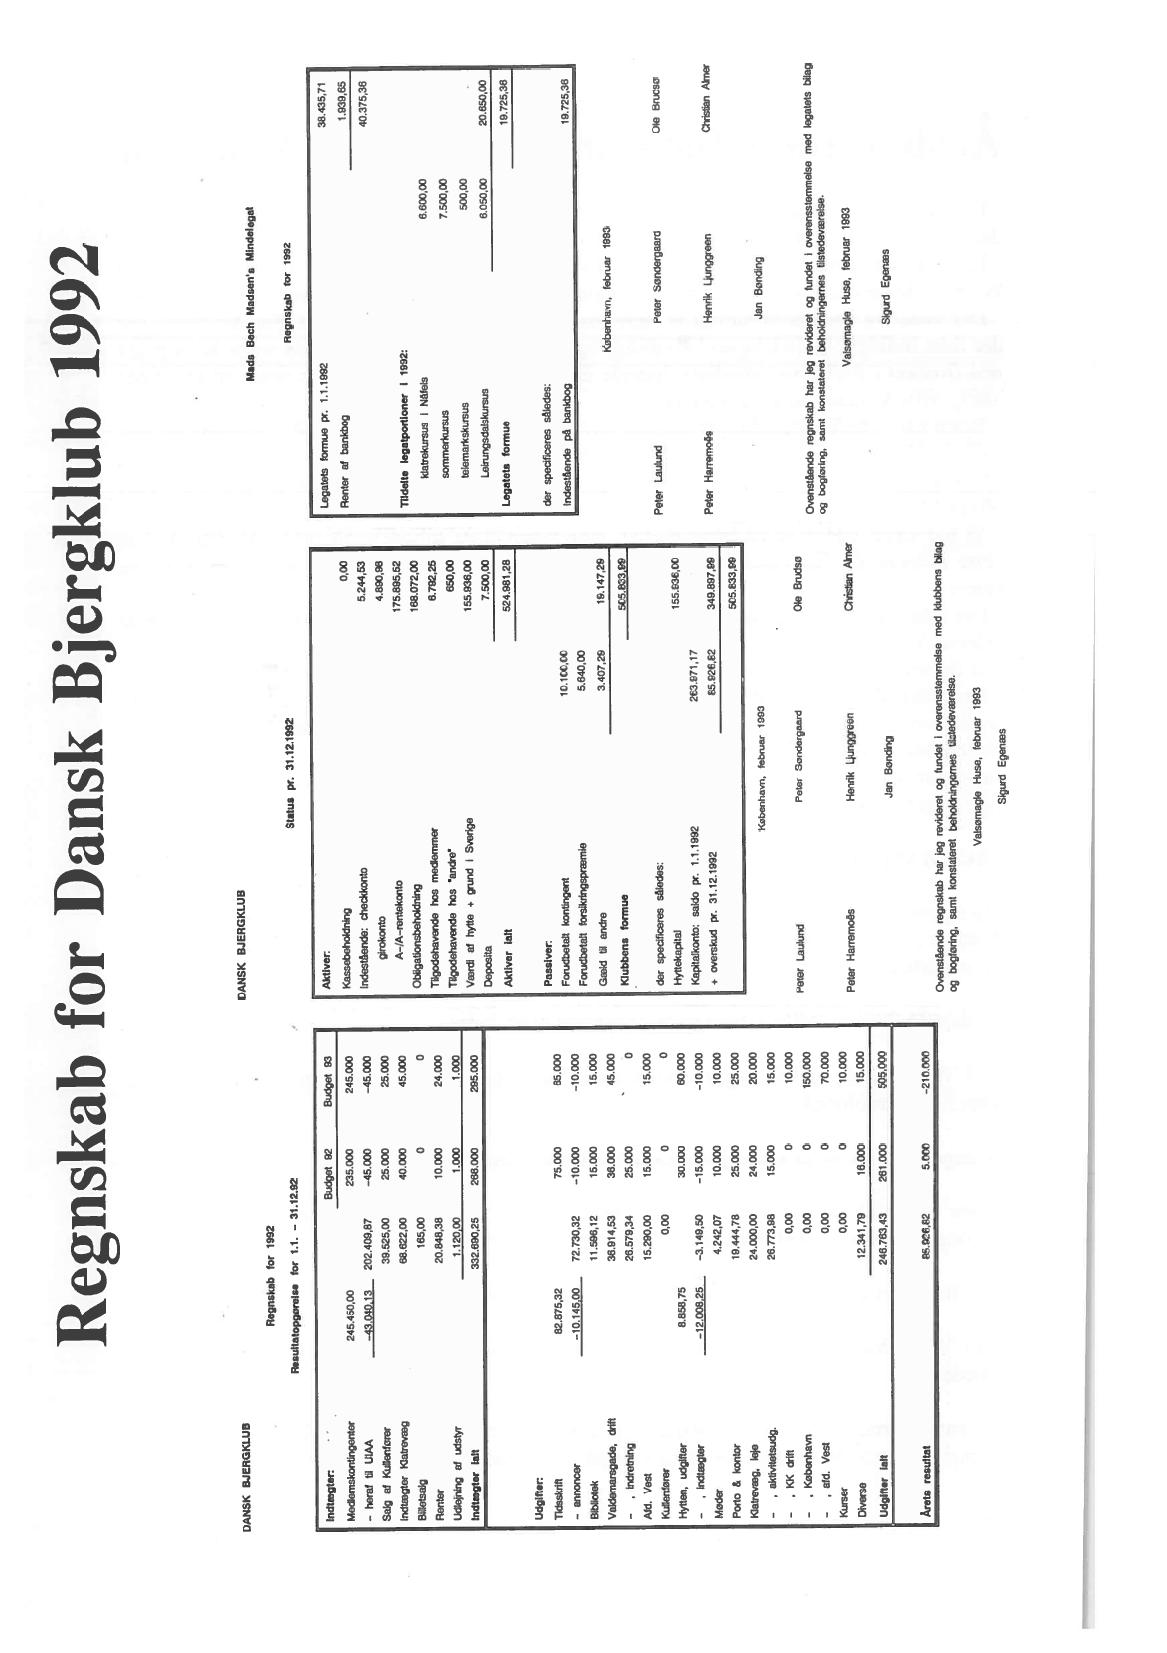 Regnskab for Dansk Bjergklub 1992
DANSK BJERGKLUB
Regnskab for 1992
Resultatopgørelse for 1.1. - 31.12.92
Indtægter: Budget 92 Budget 93
Medlemskontingenter 245.450,00 235.000 245.000
- heraf til UIAA -43.040,13 202.409,87 -45.000 -45.000
Salg af Kullenfører 39.525,00 25.000 25.000
Indtægter Klatrevæg 68.622,00 40.000 45.000
Billetsalg 165,00 0 0
Renter 20.848,38 10.000 24.000
Udlejning af udstyr 1.120,00 1.000 1.000
Indtægter ialt 332.690,25 266.000 295.000
Udgifter:
Tidsskrift 82.875,32 75.000 85.000
- annoncer -10.145,00 72.730,32 -10.000 -10.000
Bibliotek 11.596,12 15.000 15.000
Valdemarsgade, drift 36.914,53 36.000 45.000
- , indretning 26.579,34 25.000 0
Afd. Vest 15.290,00 15.000 15.000
Kullenfører 0,00 0 0
Hytten, udgifter 8.858,75 30.000 60.000
- , indtægter -12.008,25 -3.149,50 -15.000 -10.000
Møder 4.242,07 10.000 10.000
Porto & kontor 19.444,78 25.000 25.000
Klatrevæg, leje 24.000,00 24.000 20.000
- , aktivitetsudg. 26.773,98 15.000 15.000
- , KK drift 0,00 0 10.000
- , København 0,00 0 150.000
- , afd. Vest 0,00 0 70.000
Kurser 0,00 0 10.000
Diverse 12.341,79 16.000 15.000
Udgifter ialt 246.763,43 261.000 505.000
Årets resultat 85.926,82 5.000 -210.000
DANSK BJERGKLUB
Status pr. 31.12.1992
Aktiver:
Kassebeholdning 0,00
Indestående: checkkonto 5.244,53
girokonto 4.890,98
A-/A-rentekonto 175.895,52
Obligationsbeholdning 168.072,00
Tilgodehavende hos medlemmer 6.792,25
Tilgodehavende hos "andre" 650,00
Værdi af hytte + grund i Sverige 155.936,00
Deposita 7.500,00
Aktiver ialt 524.981,28
Passiver:
Forudbetalt kontingent 10.100,00
Forudbetalt forsikringspræmie 5.640,00
Gæld til andre 3.407,29 19.147,29
Klubbens formue 505.833,99
der specificeres således:
Hyttekapital 155.936,00
Kapitalkonto: saldo pr. 1.1.1992 263.971,17
+ overskud pr. 31.12.1992 85.926,82 349.897,99
505.833,99
København, februar 1993
Peter Laulund Peter Søndergaard Ole Brudsø
Peter Harremoës Henrik Ljunggreen Christian Almer
Jan Bønding
Ovenstående regnskab har jeg revideret og fundet i overensstemmelse med klubbens bilag
og bogføring, samt konstateret beholdningernes tilstedeværelse.
Valsømagle Huse, februar 1993
Sigurd Egenæs
Mads Bech Madsen's Mindelegat
Regnskab for 1992
Legatets formue pr. 1.1.1992 38.435,71
Renter af bankbog 1.939,65
40.375,36
Tildelte legatportioner i 1992:
klatrekursus i Näfels 6.600,00
sommerkursus 7.500,00
telemarkskursus 500,00
Leirungsdalskursus 6.050,00 20.650,00
Legatets formue 19.725,36
der specificeres således:
Indestående på bankbog 19.725,36
København, februar 1993
Peter Laulund Peter Søndergaard Ole Brudsø
Peter Harremoës Henrik Ljunggreen Christian Almer
Jan Bønding
Ovenstående regnskab har jeg revideret og fundet i overensstemmelse med legatets bilag
og bogføring, samt konstateret beholdningernes tilstedeværelse.
Valsømagle Huse, februar 1993
Sigurd Egenæs